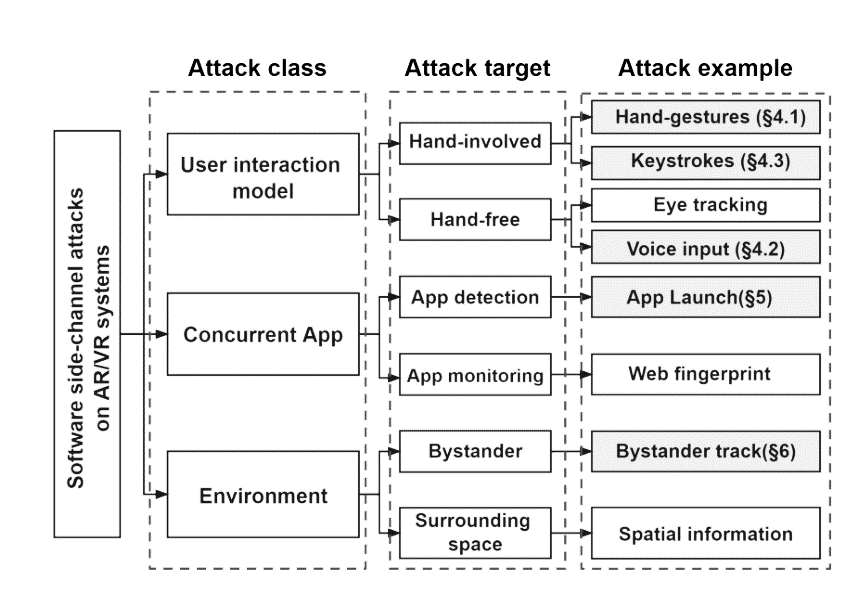 Attack class
Attack target
Attack example
Software side-channel attacks
on AR/VR systems
User interaction
model
Concurrent App
Environment
Hand-involved
Hand-free
App detection
App monitoring
Bystander
Surrounding
space
Hand-gestures (§4.1)
Keystrokes (§4.3)
Eye tracking
Voice input (§4.2)
App Launch(§5)
Web fingerprint
Bystander track(§6)
Spatial information